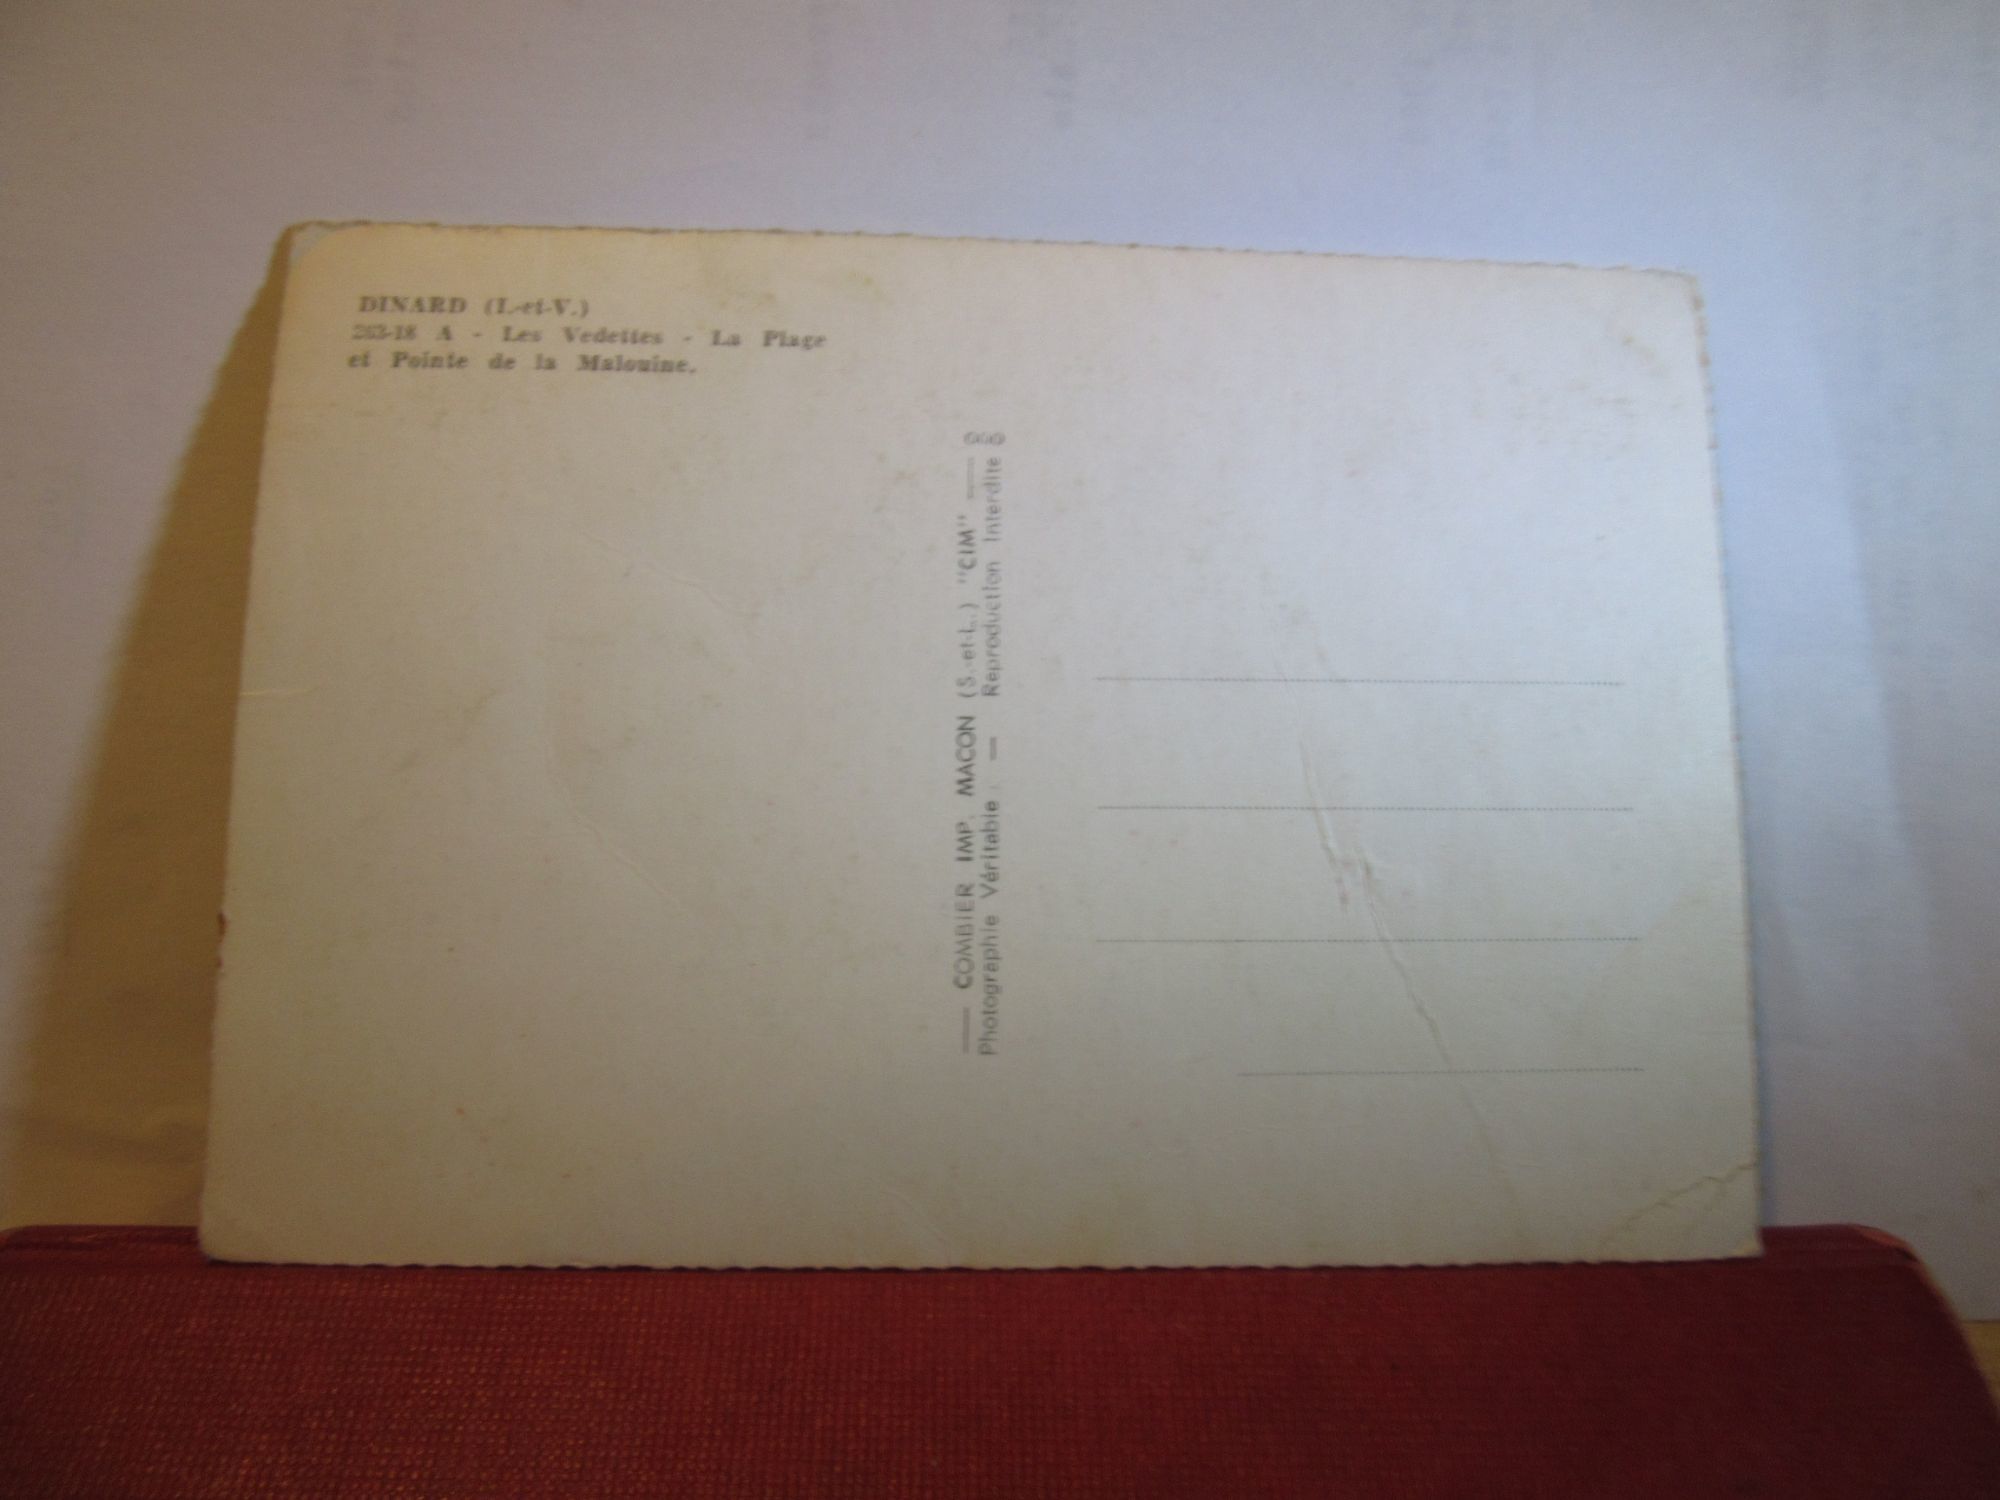 DINARD (I.-et-V.)
263-18 A - Les Vedettes - La Plage
et Pointe de la Malouine.
COMBIER IMP. MACON (S.-et-L.) "CIM"
Photographie Véritable — Reproduction Interdite